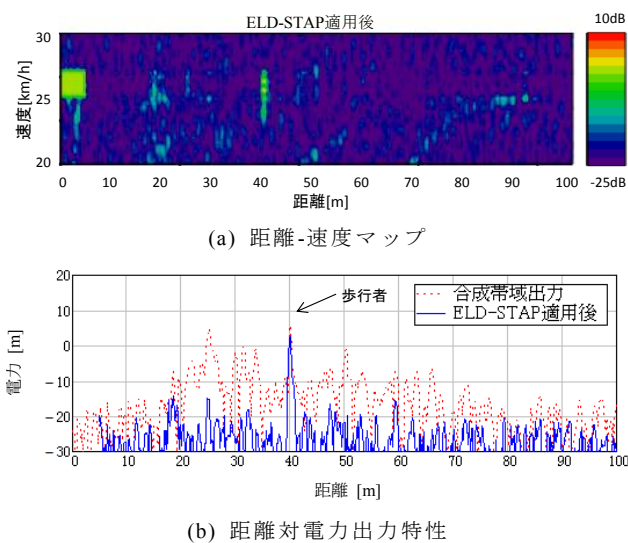 ELD-STAP適用後
10dB
30
25
20
速度[km/h]
-25dB
0 10 20 30 40 50 60 70 80 90 100
距離[m]
(a) 距離-速度マップ
20
10
0
-10
-20
-30
電力 [m]
歩行者
合成帯域出力
ELD-STAP適用後
0 10 20 30 40 50 60 70 80 90 100
距離 [m]
(b) 距離対電力出力特性